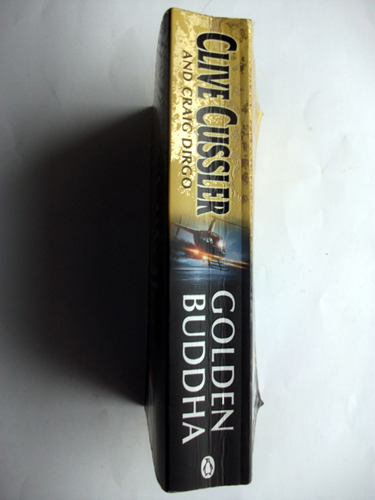 CLIVE CUSSLER
AND CRAIG DIRGO
GOLDEN
BUDDHA